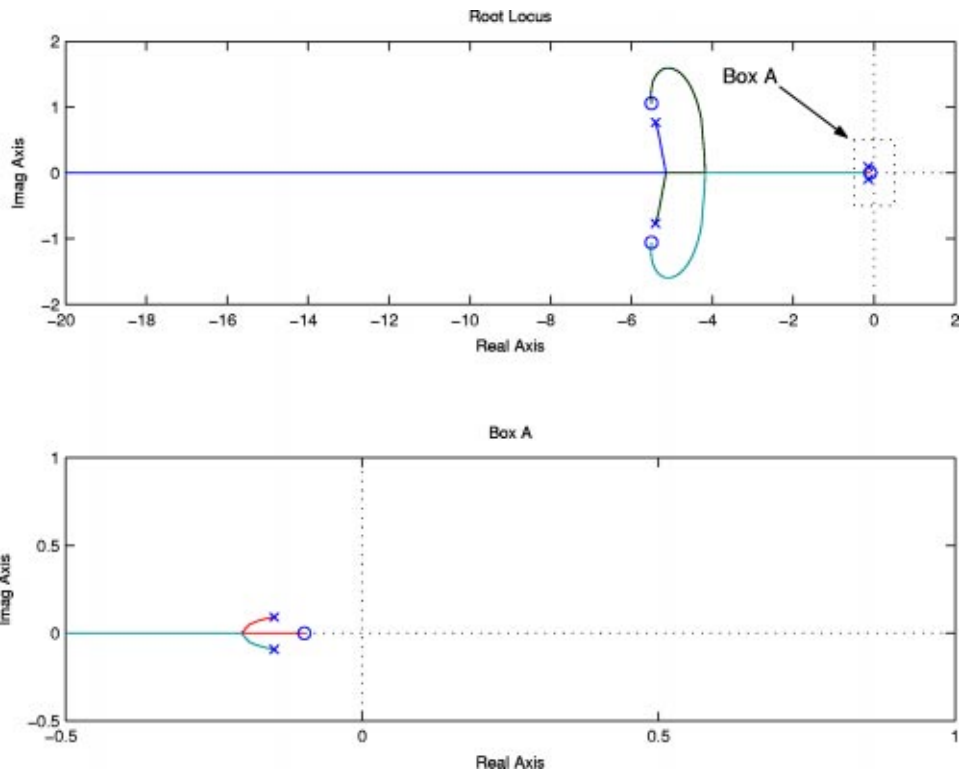 Root Locus
2
1
0
−1
−2
Imag Axis
Box A
−20 −18 −16 −14 −12 −10 −8 −6 −4 −2 0 2
Real Axis
Box A
1
0.5
0
−0.5
Imag Axis
−0.5 0 0.5 1
Real Axis